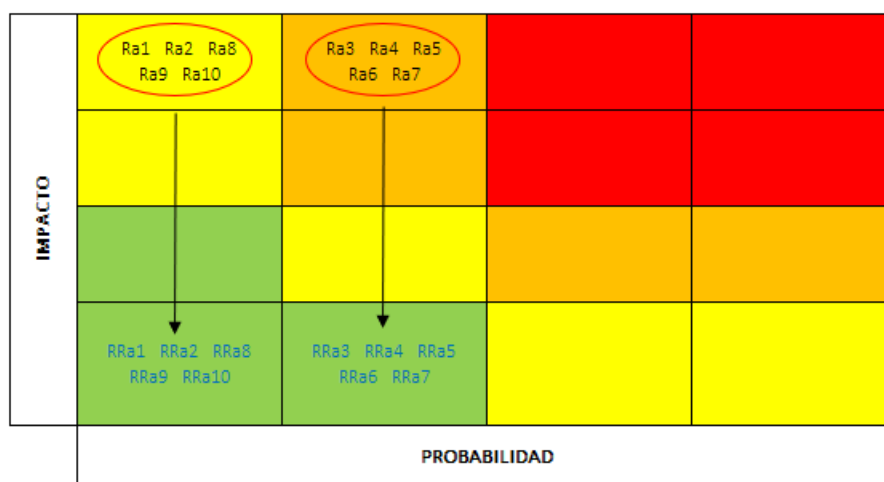 Ra1 Ra2 Ra8
Ra9 Ra10
Ra3 Ra4 Ra5
Ra6 Ra7
IMPACTO
RRa1 RRa2 RRa8
RRa9 RRa10
RRa3 RRa4 RRa5
RRa6 RRa7
PROBABILIDAD